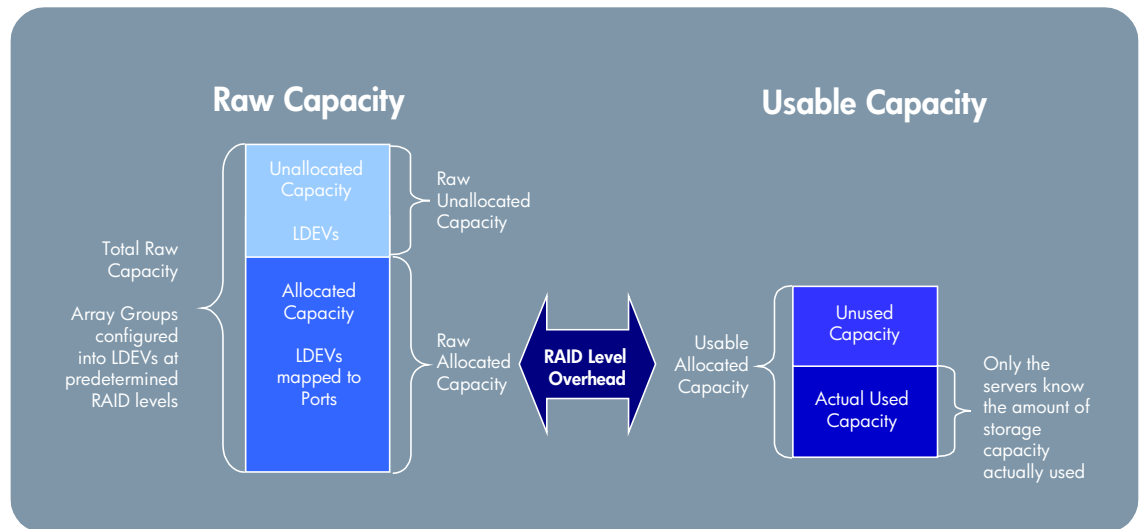 Raw Capacity
Usable Capacity
Total Raw
Capacity
Array Groups
configured
into LDEVs at
predetermined
RAID levels
Unallocated
Capacity
LDEVs
Raw
Unallocated
Capacity
Allocated
Capacity
LDEVs
mapped to
Ports
Raw
Allocated
Capacity
RAID Level
Overhead
Usable
Allocated
Capacity
Unused
Capacity
Actual Used
Capacity
Only the
servers know
the amount of
storage
capacity
actually used